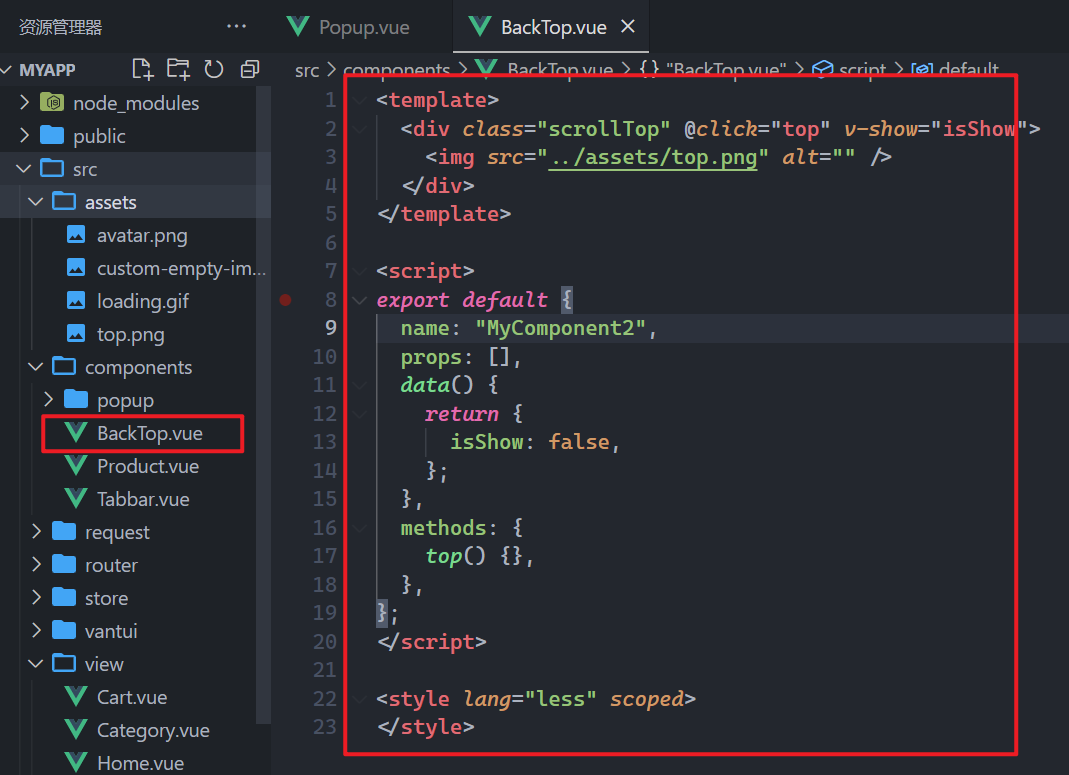 资源管理器 ···
Popup.vue
BackTop.vue
MYAPP
src > components > BackTop.vue > {} "BackTop.vue" > script > default
node_modules
public
src
assets
avatar.png
custom-empty-im...
loading.gif
top.png
components
popup
BackTop.vue
Product.vue
Tabbar.vue
request
router
store
vantui
view
Cart.vue
Category.vue
Home.vue
1 <template>
2 <div class="scrollTop" @click="top" v-show="isShow">
3 <img src="../assets/top.png" alt="" />
4 </div>
5 </template>
6
7 <script>
8 export default {
9 name: "MyComponent2",
10 props: [],
11 data() {
12 return {
13 isShow: false,
14 };
15 },
16 methods: {
17 top() {},
18 },
19 };
20 </script>
21
22 <style lang="less" scoped>
23 </style>